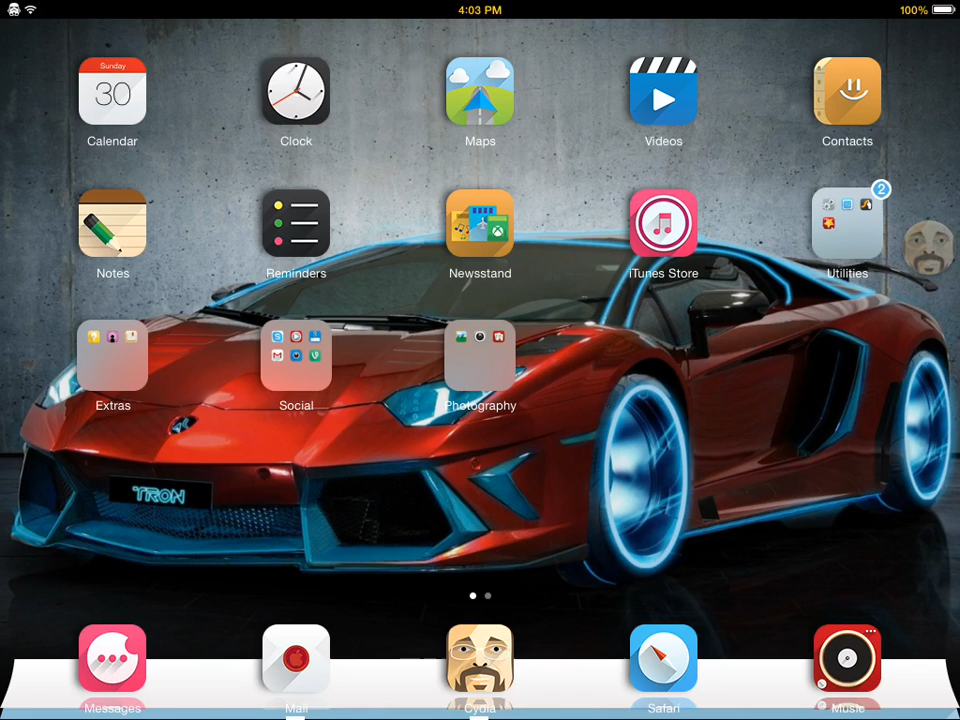 4:03 PM
100%
Sunday
30
Calendar
Clock
Maps
Videos
Contacts
2
Notes
Reminders
Newsstand
iTunes Store
Utilities
Extras
Social
Photography
TRON
Messages
Mail
Cydia
Safari
Music